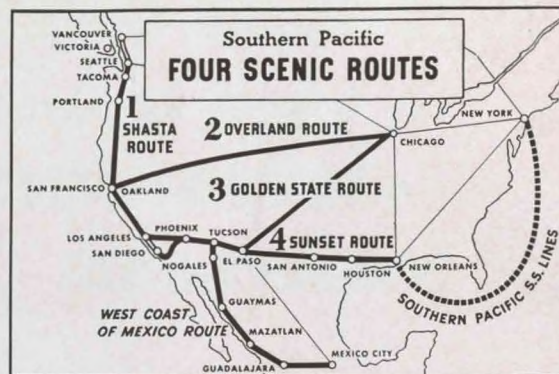 Southern Pacific
FOUR SCENIC ROUTES
VANCOUVER
VICTORIA
SEATTLE
TACOMA
PORTLAND
1
SHASTA
ROUTE
2 OVERLAND ROUTE
NEW YORK
CHICAGO
3 GOLDEN STATE ROUTE
SAN FRANCISCO
OAKLAND
4 SUNSET ROUTE
LOS ANGELES
PHOENIX
TUCSON
SAN DIEGO
NOGALES
EL PASO
SAN ANTONIO
HOUSTON
NEW ORLEANS
SOUTHERN PACIFIC S.S. LINES
WEST COAST
OF MEXICO ROUTE
GUAYMAS
MAZATLAN
GUADALAJARA
MEXICO CITY